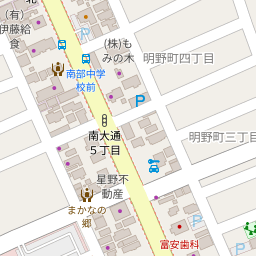 (有)
伊藤給
食
(株)も
みの木
明野町四丁目
南部中学
校前
南大通
5丁目
明野町三丁目
星野不
動産
まかなの
郷
富安歯科